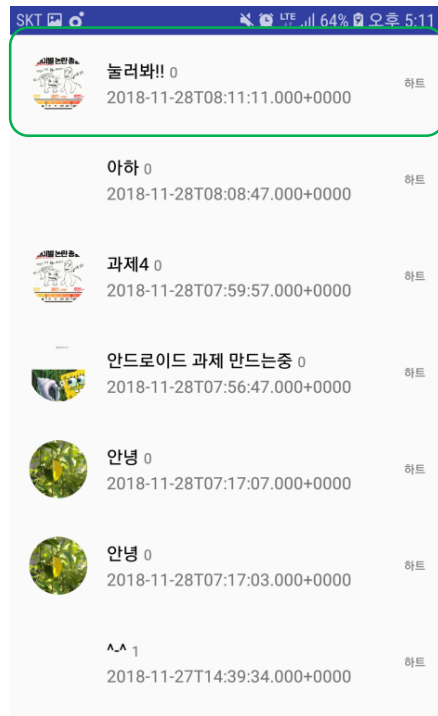 SKT LTE 64% 오후 5:11
눌러봐!! 0
2018-11-28T08:11:11.000+0000
하트
아하 0
2018-11-28T08:08:47.000+0000
하트
과제4 0
2018-11-28T07:59:57.000+0000
하트
안드로이드 과제 만드는중 0
2018-11-28T07:56:47.000+0000
하트
안녕 0
2018-11-28T07:17:07.000+0000
하트
안녕 0
2018-11-28T07:17:03.000+0000
하트
^-^ 1
2018-11-27T14:39:34.000+0000
하트